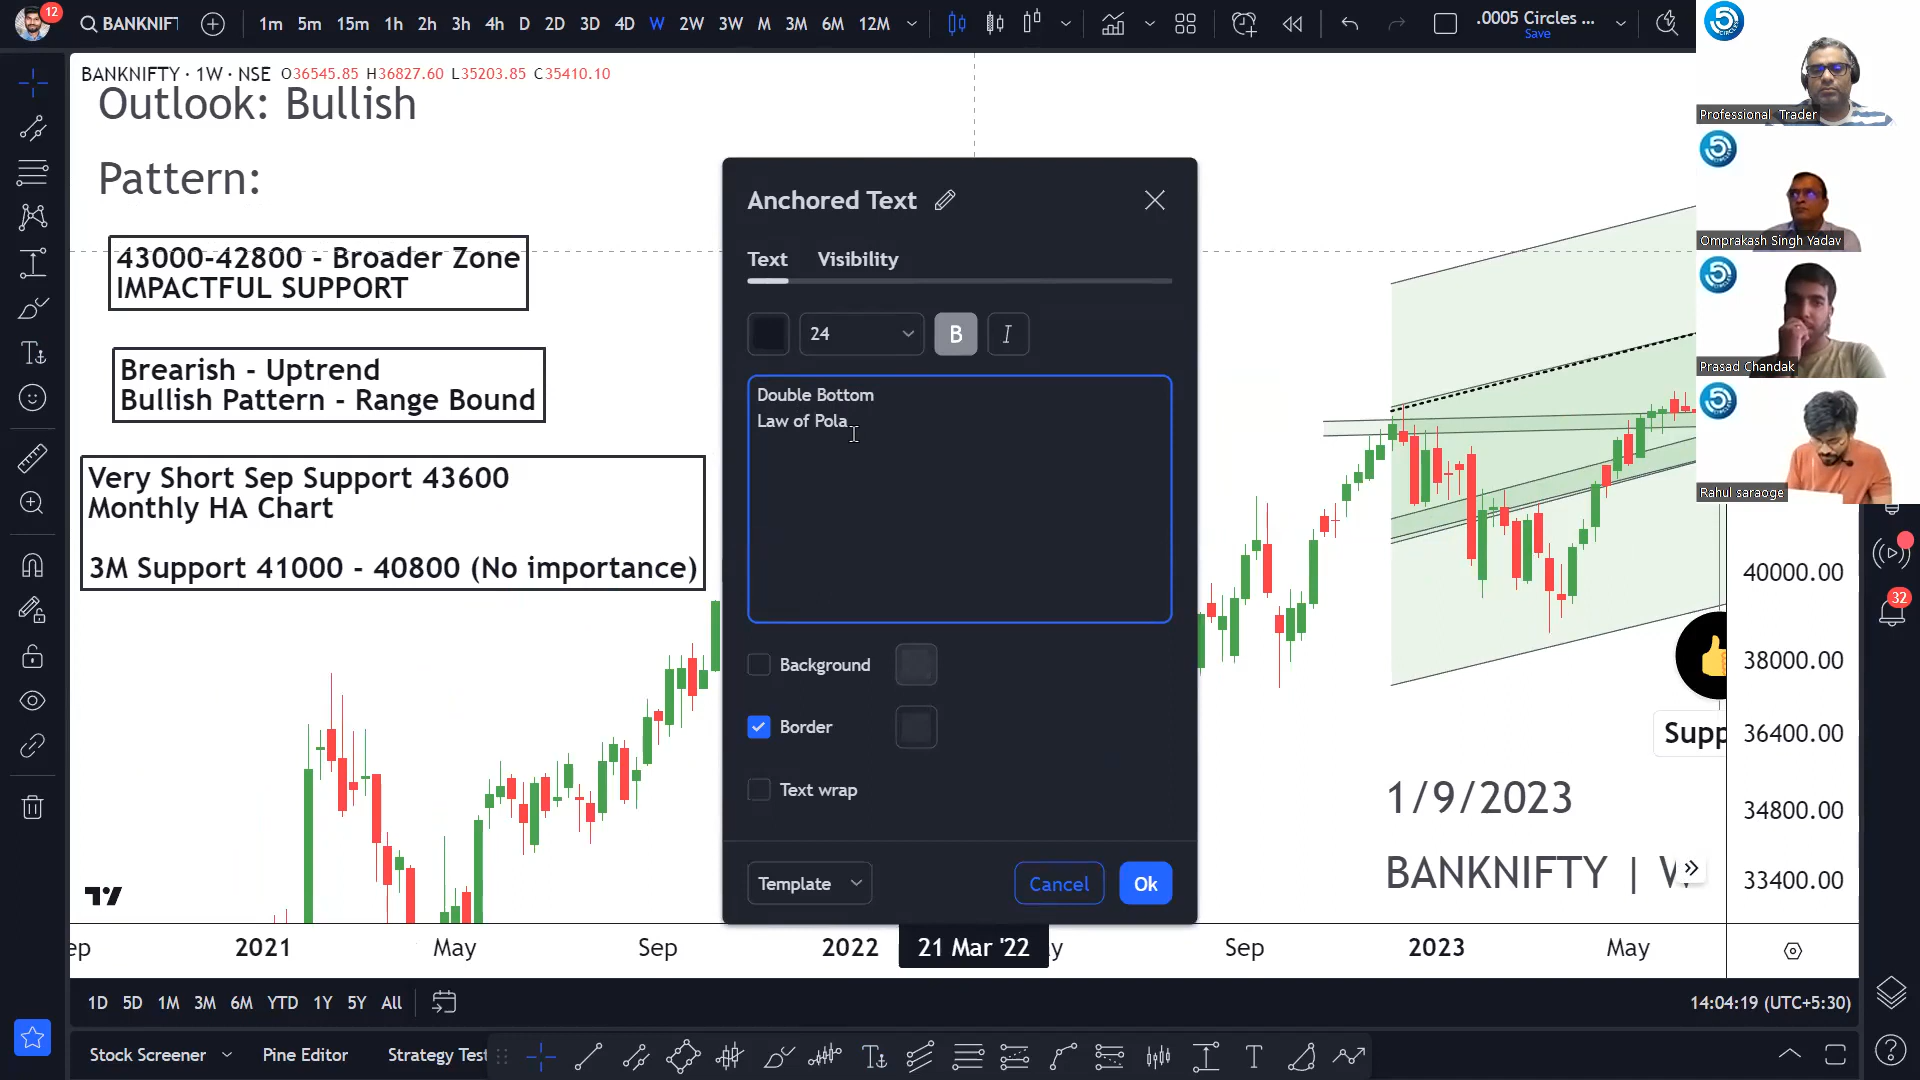 12
BANKNIFT
1m 5m 15m 1h 2h 3h 4h D 2D 3D 4D W 2W 3W M 3M 6M 12M
.0005 Circles ...
Save
BANKNIFTY · 1W · NSE O36545.85 H36827.60 L35203.85 C35410.10
Outlook: Bullish
Pattern:
43000-42800 - Broader Zone
IMPACTFUL SUPPORT
Brearish - Uptrend
Bullish Pattern - Range Bound
Very Short Sep Support 43600
Monthly HA Chart
3M Support 41000 - 40800 (No importance)
Anchored Text
Text Visibility
24
B I
Double Bottom
Law of Pola
Background
Border
Text wrap
Template
Cancel
Ok
Professional Trader
Omprakash Singh Yadav
Prasad Chandak
Rahul saraoge
32
40000.00
38000.00
36400.00
34800.00
33400.00
Supp
1/9/2023
BANKNIFTY | W
ep 2021 May Sep 2022 21 Mar '22 y Sep 2023 May
1D 5D 1M 3M 6M YTD 1Y 5Y All
14:04:19 (UTC+5:30)
Stock Screener Pine Editor Strategy Test